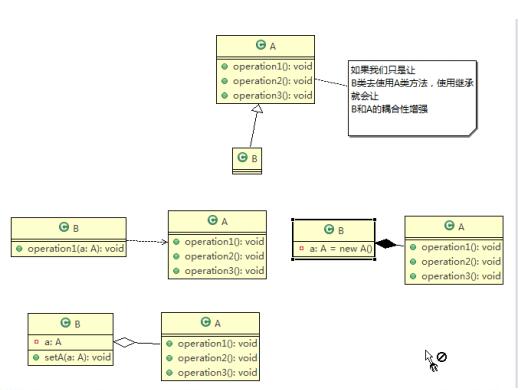 A
operation1(): void
operation2(): void
operation3(): void
如果我们只是让
B类去使用A类方法，使用继承
就会让
B和A的耦合性增强
B
B
operation1(a: A): void
A
operation1(): void
operation2(): void
operation3(): void
B
a: A = new A()
A
operation1(): void
operation2(): void
operation3(): void
B
a: A
setA(a: A): void
A
operation1(): void
operation2(): void
operation3(): void